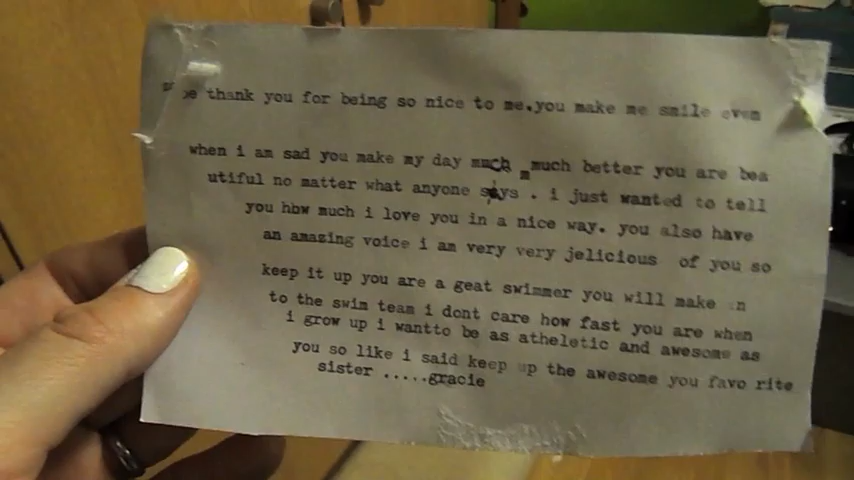 thank you for being so nice to me.you make me smile even
when i am sad you make my day much much better you are bea
utiful no matter what anyone says . i just wanted to tell
you hbw much i love you in a nice way. you also have
an amazing voice i am very very jelicious of you so
keep it up you are a geat swimmer you will make n
to the swim team i dont care how fast you are when
i grow up i wantto be as atheletic and awesome as
you so like i said keep up the awesome you favo rite
sister .....gracie